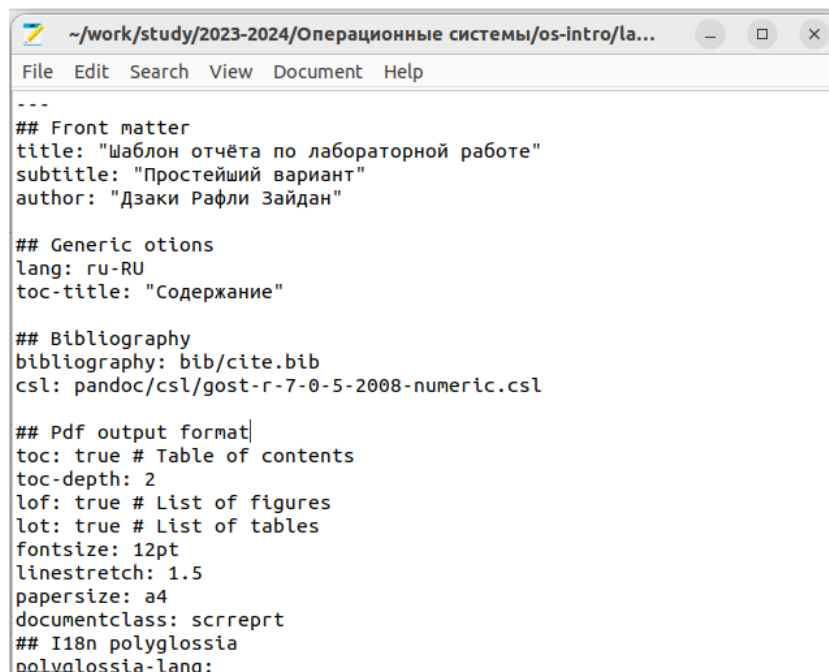 ~/work/study/2023-2024/Операционные системы/os-intro/la...
File Edit Search View Document Help
---
## Front matter
title: "Шаблон отчёта по лабораторной работе"
subtitle: "Простейший вариант"
author: "Дзаки Рафли Зайдан"

## Generic otions
lang: ru-RU
toc-title: "Содержание"

## Bibliography
bibliography: bib/cite.bib
csl: pandoc/csl/gost-r-7-0-5-2008-numeric.csl

## Pdf output format
toc: true # Table of contents
toc-depth: 2
lof: true # List of figures
lot: true # List of tables
fontsize: 12pt
linestretch: 1.5
papersize: a4
documentclass: scrreprt
## I18n polyglossia
polyglossia-lang: